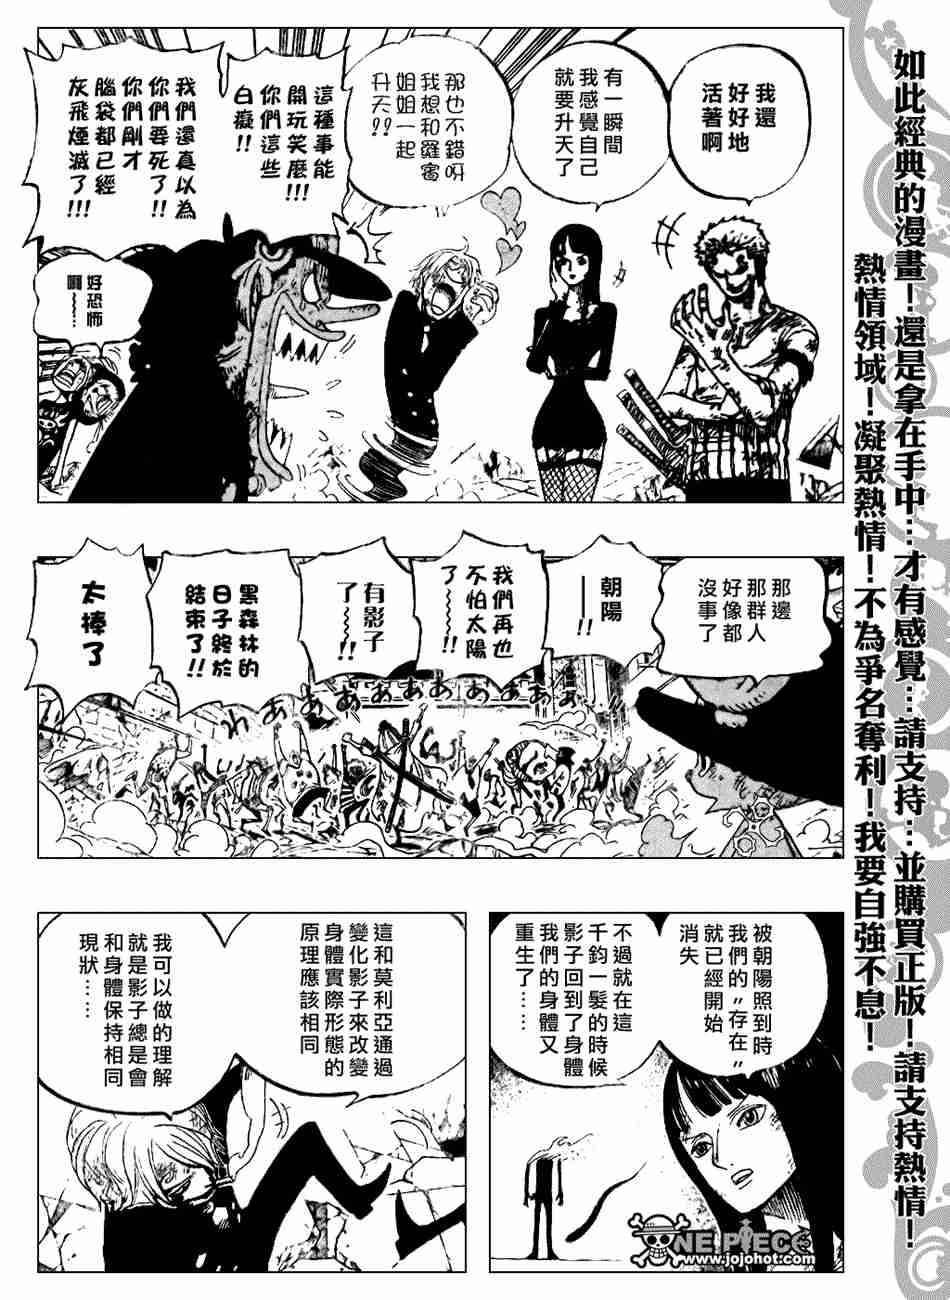 我還
好好地
活著啊
有一瞬間
我感覺自己
就要升天了
那也不錯呀
我想和羅賓
姐姐一起
升天!!
這種事能
開玩笑麼!!!
你們這些
白癡!!
我們還真以為
你們要死了!!
你們剛才
腦袋都已經
灰飛煙滅了!!!
好恐怖
啊~~~…
那邊
那群人
好像都
沒事了
朝陽
——!!
我們再也
不怕太陽
了~~…
有影子
了~~!!
黑森林的
日子終於
結束了!!
太棒了
わあああああああああ
被朝陽照到時
我們的〃存在〃
就已經開始
消失
不過就在這
千鈞一髮的時候
影子回到了身體
我們的身體又
重生了……
這和莫利亞通過
變化影子來改變
身體實際形態的
原理應該相同
我可以做的理解
就是影子總是會
和身體保持相同
現狀……
ONE PIECE
www.jojohot.com
如此經典的漫畫！還是拿在手中…才有感覺…請支持…並購買正版！請支持熱情！
熱情領域！凝聚熱情！不為爭名奪利！我要自強不息！